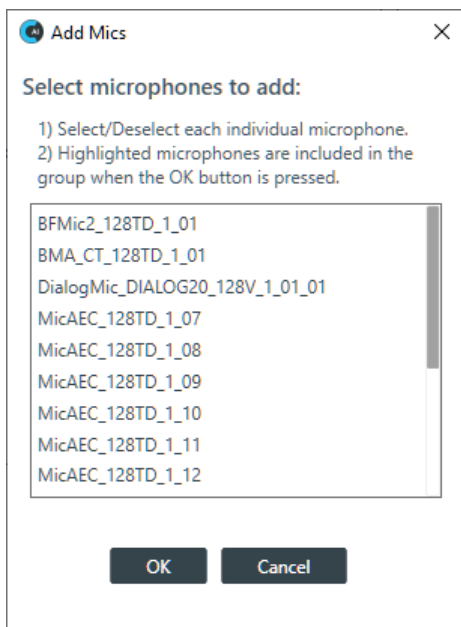 Add Mics
Select microphones to add:
1) Select/Deselect each individual microphone.
2) Highlighted microphones are included in the
group when the OK button is pressed.
BFMic2_128TD_1_01
BMA_CT_128TD_1_01
DialogMic_DIALOG20_128V_1_01_01
MicAEC_128TD_1_07
MicAEC_128TD_1_08
MicAEC_128TD_1_09
MicAEC_128TD_1_10
MicAEC_128TD_1_11
MicAEC_128TD_1_12
OK Cancel